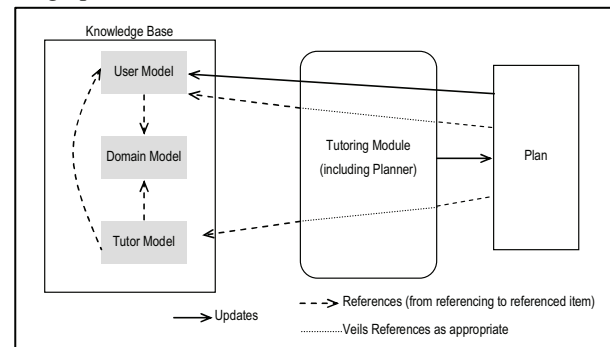 Knowledge Base
User Model
Domain Model
Tutor Model
Tutoring Module
(including Planner)
Plan
References (from referencing to referenced item)
Updates
Veils References as appropriate